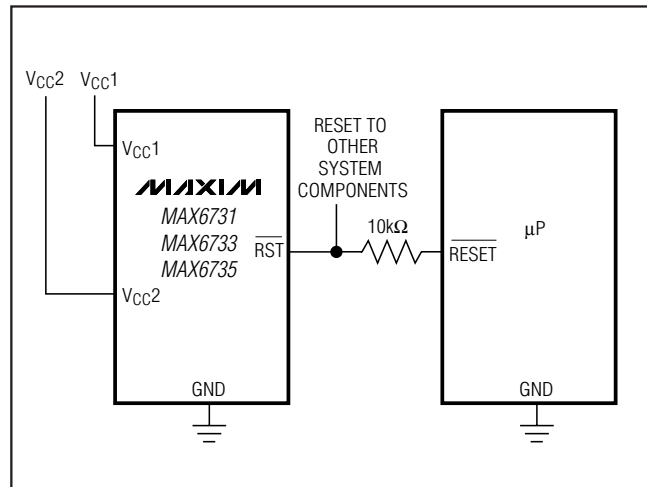 VCC2 VCC1
RESET TO
OTHER
SYSTEM
COMPONENTS
VCC1
MAXIM
MAX6731
MAX6733
MAX6735
RST
10kΩ
RESET
µP
VCC2
GND
GND